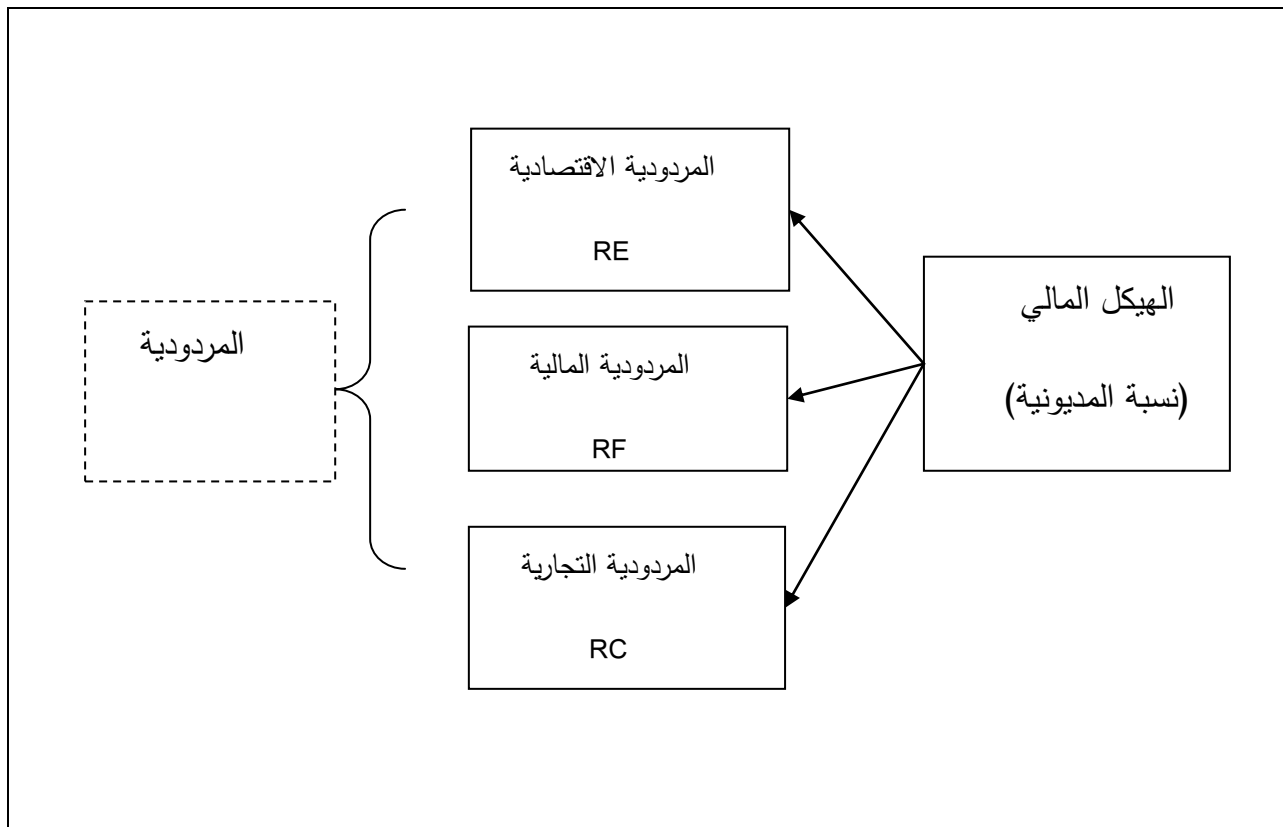 المردودية الاقتصادية
RE
الهيكل المالي
(نسبة المديونية)
المردودية المالية
RF
المردودية
المردودية التجارية
RC